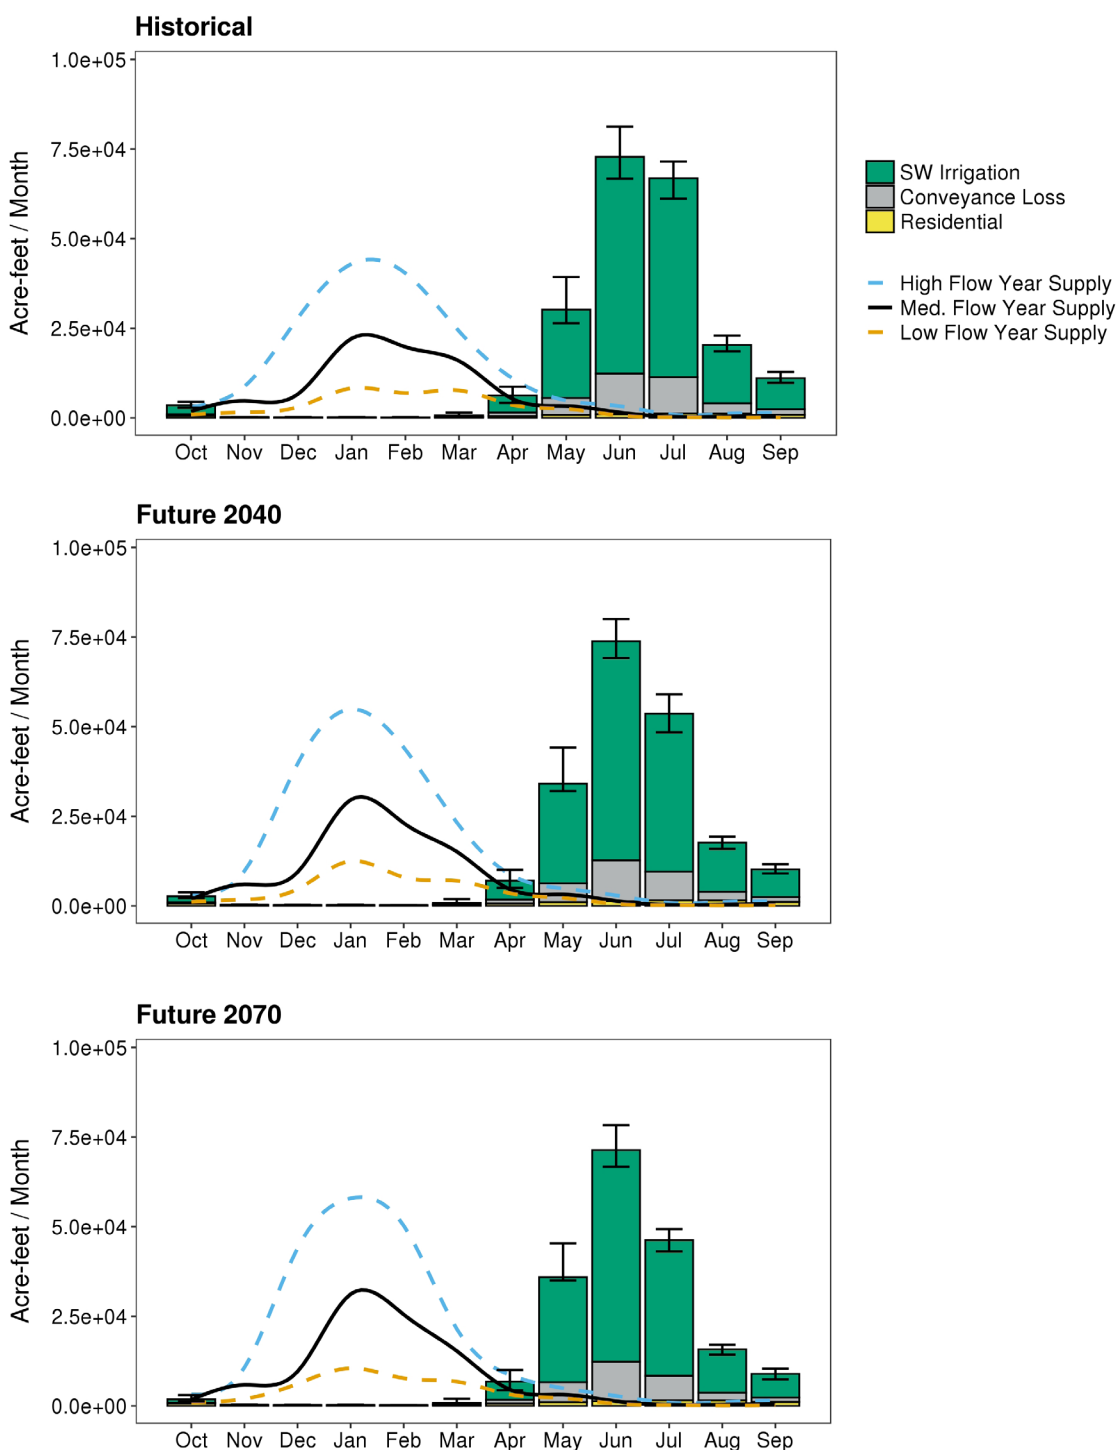 Historical
1.0e+05
7.5e+04
5.0e+04
2.5e+04
0.0e+00
Acre-feet / Month
Oct Nov Dec Jan Feb Mar Apr May Jun Jul Aug Sep
SW Irrigation
Conveyance Loss
Residential
High Flow Year Supply
Med. Flow Year Supply
Low Flow Year Supply
Future 2040
1.0e+05
7.5e+04
5.0e+04
2.5e+04
0.0e+00
Acre-feet / Month
Oct Nov Dec Jan Feb Mar Apr May Jun Jul Aug Sep
Future 2070
1.0e+05
7.5e+04
5.0e+04
2.5e+04
0.0e+00
Acre-feet / Month
Oct Nov Dec Jan Feb Mar Apr May Jun Jul Aug Sep